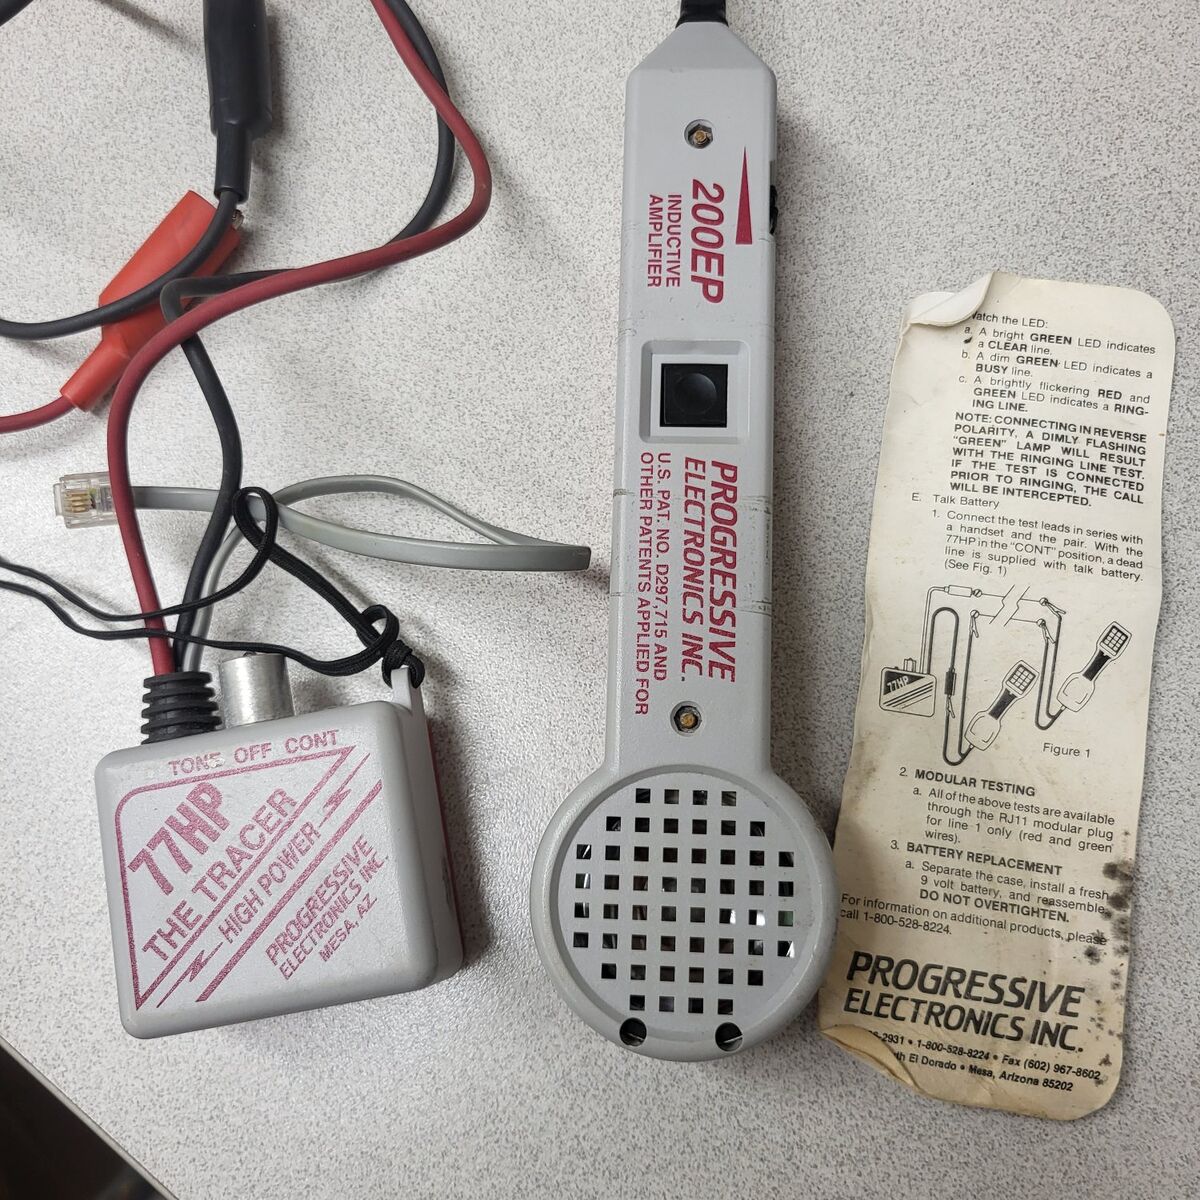 TONE OFF CONT
77HP
THE TRACER
HIGH POWER
PROGRESSIVE
ELECTRONICS INC.
MESA, AZ.
200EP
INDUCTIVE
AMPLIFIER
PROGRESSIVE
ELECTRONICS INC.
U.S. PAT. NO. D297,715 AND
OTHER PATENTS APPLIED FOR
the LED:
a. A bright GREEN LED indicates
a CLEAR line.
b. A dim GREEN LED indicates a
BUSY line.
c. A brightly flickering RED and
GREEN LED indicates a RING-
ING LINE.
NOTE: CONNECTING IN REVERSE
POLARITY, A DIMLY FLASHING
"GREEN" LAMP WILL RESULT
WITH THE RINGING LINE TEST.
IF THE TEST IS CONNECTED
PRIOR TO RINGING, THE CALL
WILL BE INTERCEPTED.
E. Talk Battery
1. Connect the test leads in series with
a handset and the pair. With the
77HP in the "CONT" position, a dead
line is supplied with talk battery.
(See Fig. 1)
77HP
Figure 1
2. MODULAR TESTING
a. All of the above tests are available
through the RJ11 modular plug
for line 1 only (red and green
wires).
3. BATTERY REPLACEMENT
a. Separate the case, install a fresh
9 volt battery, and reassemble.
DO NOT OVERTIGHTEN.
For information on additional products, please
call 1-800-528-8224.
PROGRESSIVE
ELECTRONICS INC.
-2931 • 1-800-528-8224 • Fax (602) 967-8602
El Dorado • Mesa, Arizona 85202